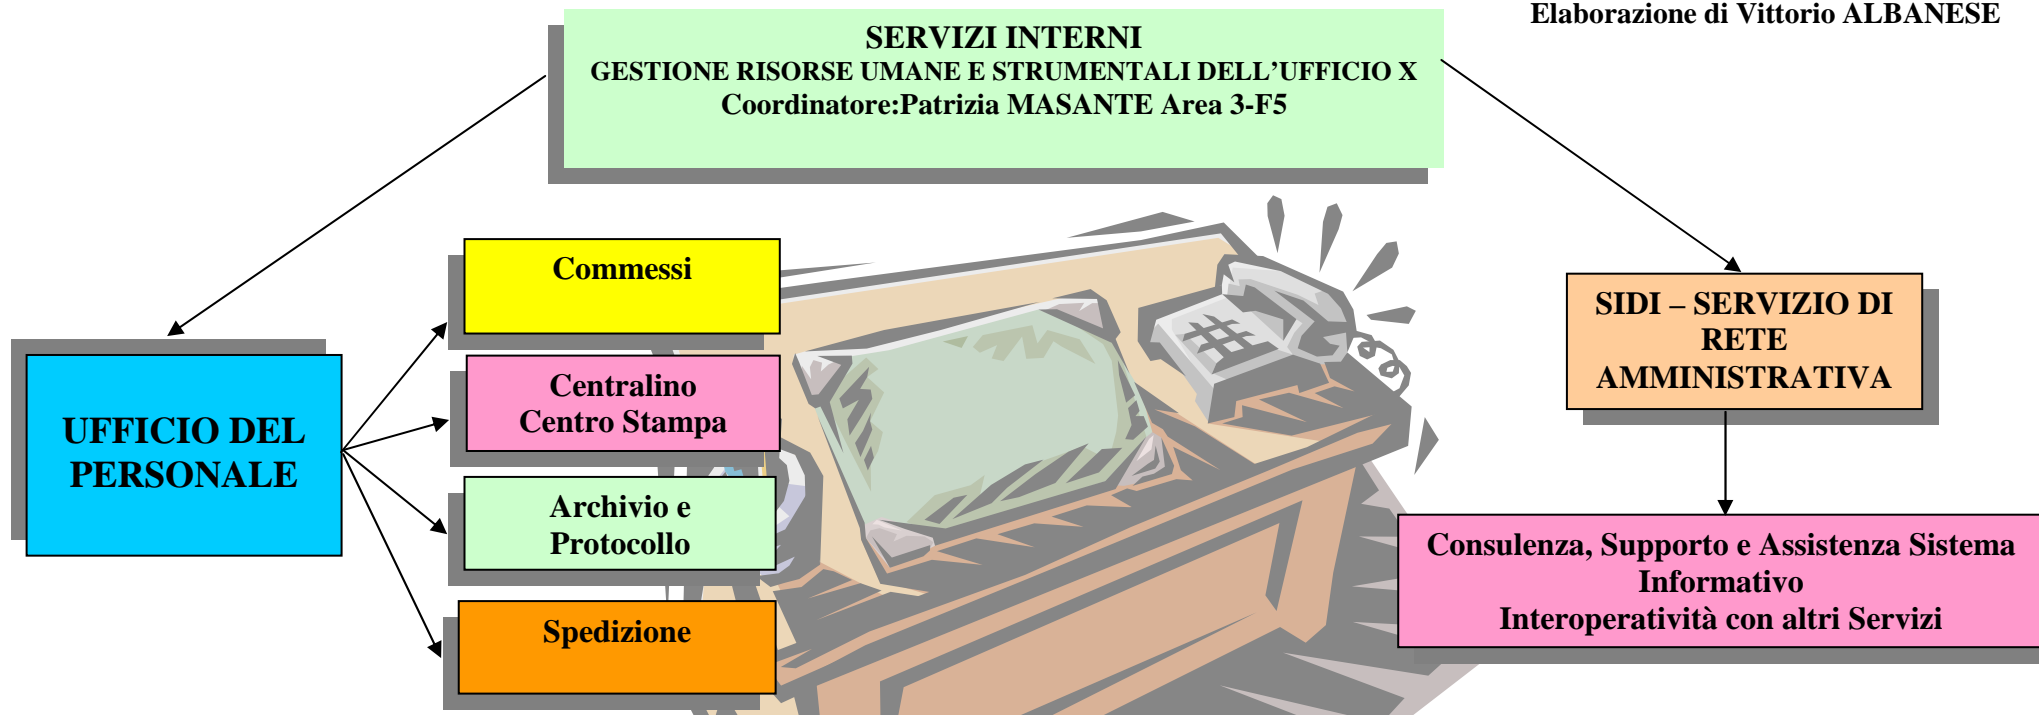 Elaborazione di Vittorio ALBANESE
SERVIZI INTERNI
GESTIONE RISORSE UMANE E STRUMENTALI DELL'UFFICIO X
Coordinatore:Patrizia MASANTE Area 3-F5
Commessi
Centralino
Centro Stampa
UFFICIO DEL
PERSONALE
Archivio e
Protocollo
Spedizione
SIDI – SERVIZIO DI
RETE
AMMINISTRATIVA
Consulenza, Supporto e Assistenza Sistema
Informativo
Interoperatività con altri Servizi